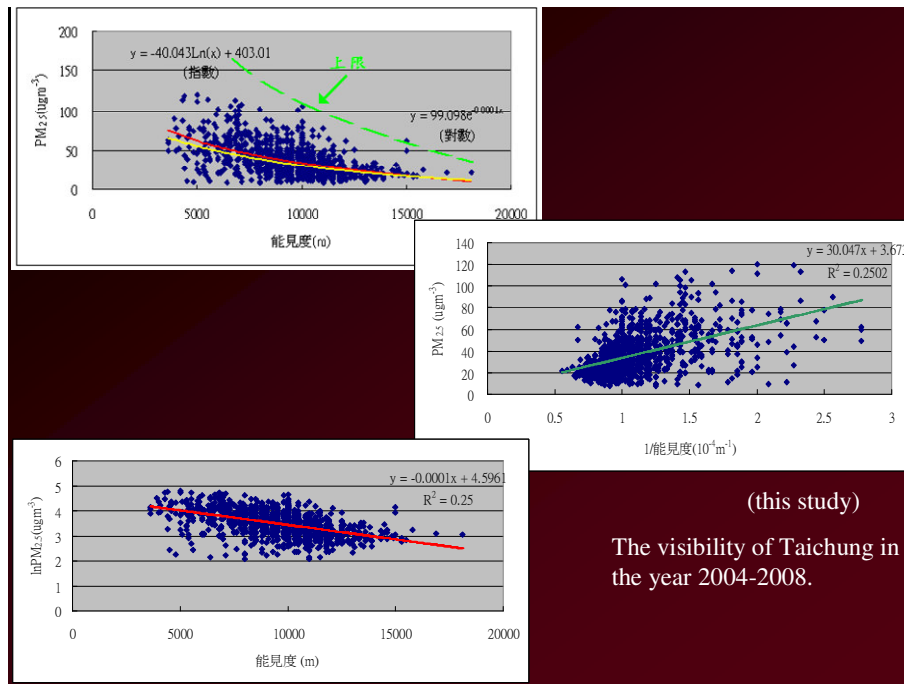 200
150
100
50
0
PM2.5(ugm-3)
y = -40.043Ln(x) + 403.01
(指數)
上限
y = 99.098e-0.0001x
(對數)
0 5000 10000 15000 20000
能見度(m)
140
120
100
80
60
40
20
0
PM2.5 (ugm-3)
y = 30.047x + 3.673
R2 = 0.2502
0 0.5 1 1.5 2 2.5 3
1/能見度(10-4m-1)
6
5
4
3
2
1
0
lnPM2.5(ugm-3)
y = -0.0001x + 4.5961
R2 = 0.25
0 5000 10000 15000 20000
能見度 (m)
(this study)
The visibility of Taichung in
the year 2004-2008.